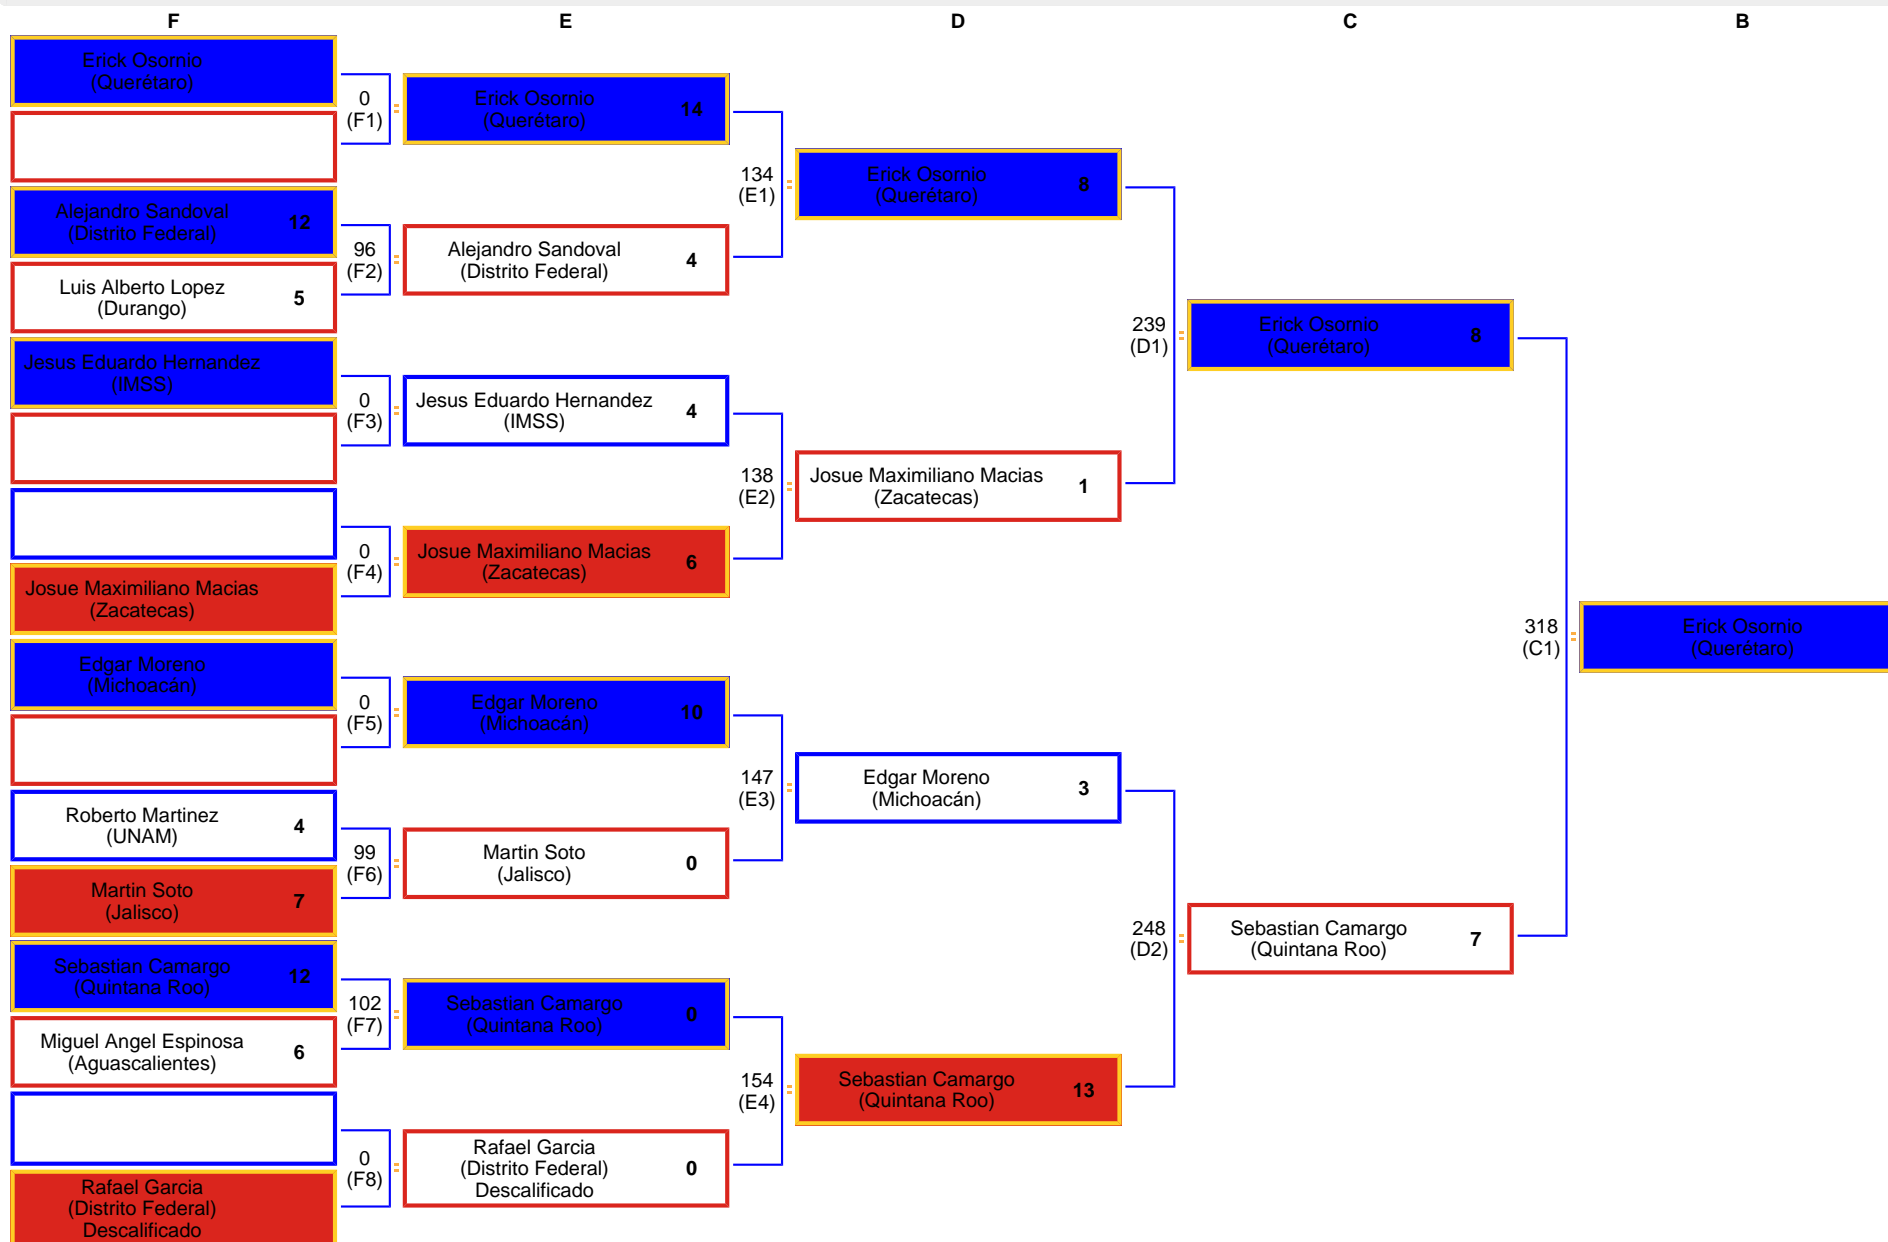 F
E
D
C
B
Erick Osornio
(Querétaro)
0
(F1)
Alejandro Sandoval
(Distrito Federal)
12
96
(F2)
Luis Alberto Lopez
(Durango)
5
Jesus Eduardo Hernandez
(IMSS)
0
(F3)
0
(F4)
Josue Maximiliano Macias
(Zacatecas)
Edgar Moreno
(Michoacán)
0
(F5)
Roberto Martinez
(UNAM)
4
99
(F6)
Martin Soto
(Jalisco)
7
Sebastian Camargo
(Quintana Roo)
12
102
(F7)
Miguel Angel Espinosa
(Aguascalientes)
6
0
(F8)
Rafael Garcia
(Distrito Federal)
Descalificado
Erick Osornio
(Querétaro)
14
134
(E1)
Alejandro Sandoval
(Distrito Federal)
4
Jesus Eduardo Hernandez
(IMSS)
4
138
(E2)
Josue Maximiliano Macias
(Zacatecas)
6
Edgar Moreno
(Michoacán)
10
147
(E3)
Martin Soto
(Jalisco)
0
Sebastian Camargo
(Quintana Roo)
0
154
(E4)
Rafael Garcia
(Distrito Federal)
Descalificado
0
Erick Osornio
(Querétaro)
8
239
(D1)
Josue Maximiliano Macias
(Zacatecas)
1
Edgar Moreno
(Michoacán)
3
248
(D2)
Sebastian Camargo
(Quintana Roo)
13
Erick Osornio
(Querétaro)
8
318
(C1)
Sebastian Camargo
(Quintana Roo)
7
Erick Osornio
(Querétaro)